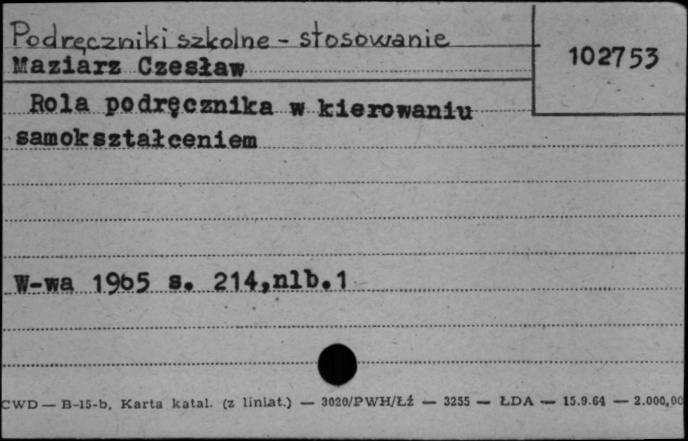 Podręczniki szkolne - stosowanie
102753
Maziarz Czesław
Rola podręcznika w kierowaniu
samokształceniem
W-wa 1965 s. 214,nlb.1
CWD — B-15-b, Karta katal. (z liniat.) — 3020/PWH/Łź — 3255 — ŁDA — 15.9.64 — 2.000,00